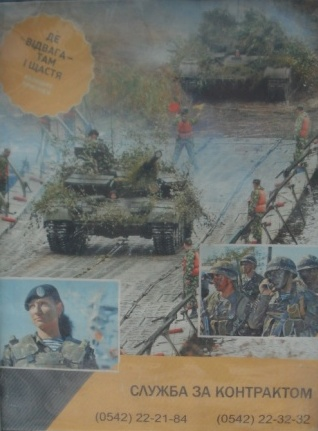 ДЕ
ВІДВАГА –
ТАМ
І ЩАСТЯ
СЛУЖБА ЗА КОНТРАКТОМ
(0542) 22-21-84 (0542) 22-32-32